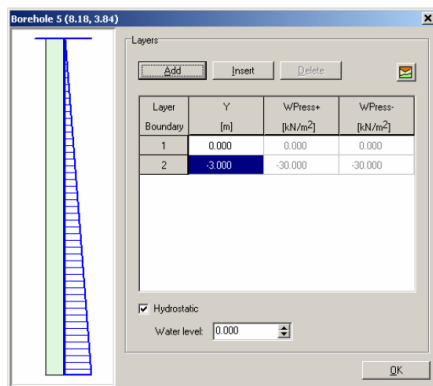 Borehole 5 (8.18, 3.84)
Layers
Add Insert Delete
Layer Boundary Y [m] WPress+ [kN/m²] WPress- [kN/m²]
1 0.000 0.000 0.000
2 -3.000 -30.000 -30.000
Hydrostatic
Water level: 0.000
OK